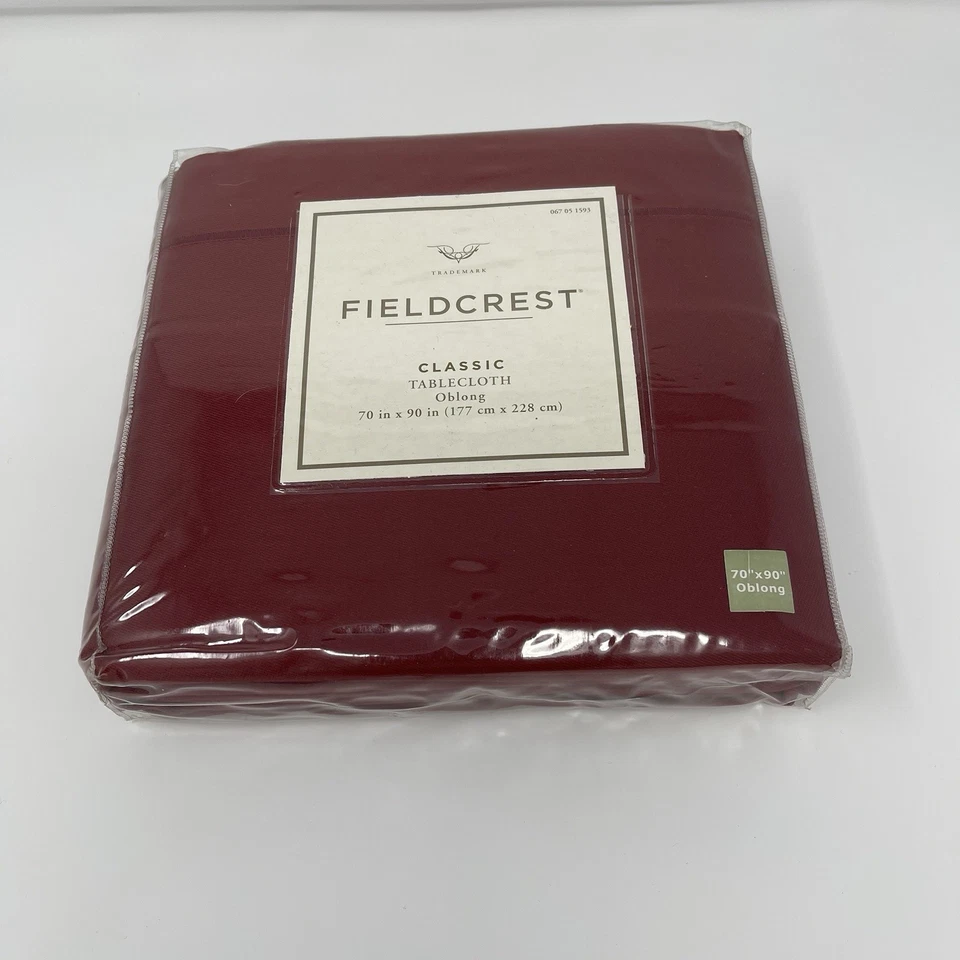 067 05 1593
TRADEMARK
FIELDCREST®
CLASSIC
TABLECLOTH
Oblong
70 in x 90 in (177 cm x 228 cm)
70"x90"
Oblong